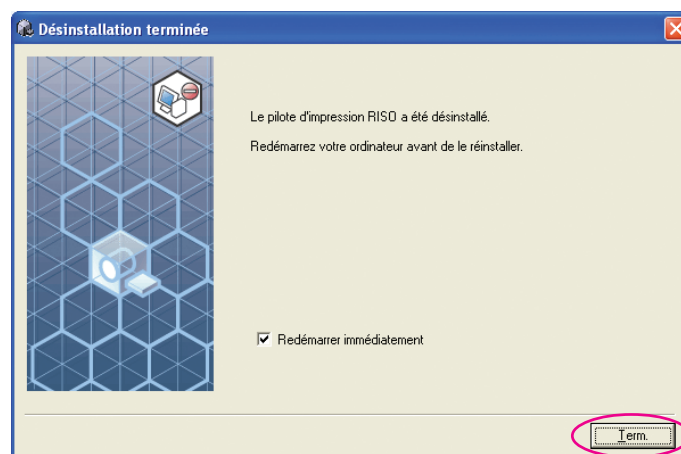 Désinstallation terminée
Le pilote d'impression RISO a été désinstallé.
Redémarrez votre ordinateur avant de le réinstaller.
Redémarrer immédiatement
Term.